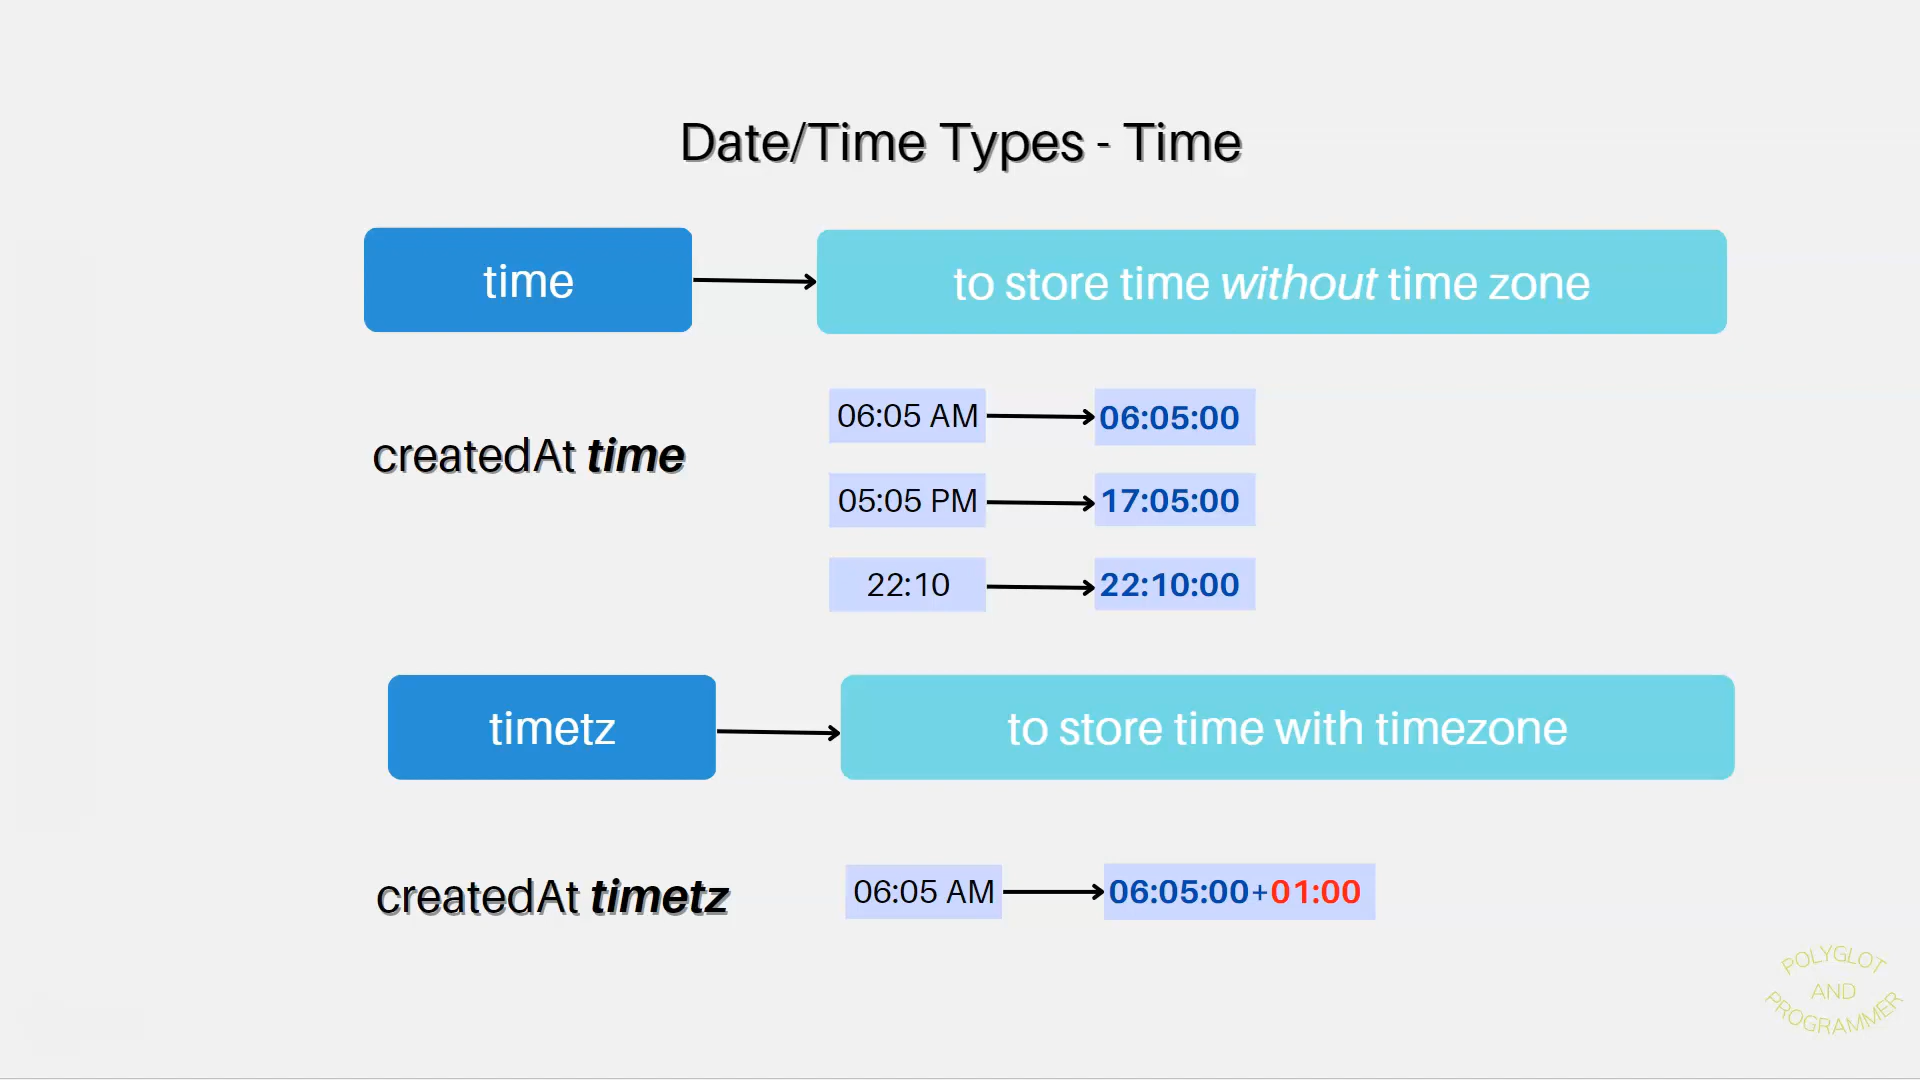 Date/Time Types - Time
time
to store time without time zone
createdAt time
06:05 AM
06:05:00
05:05 PM
17:05:00
22:10
22:10:00
timetz
to store time with timezone
createdAt timetz
06:05 AM
06:05:00+01:00
POLYGLOT
AND
PROGRAMMER